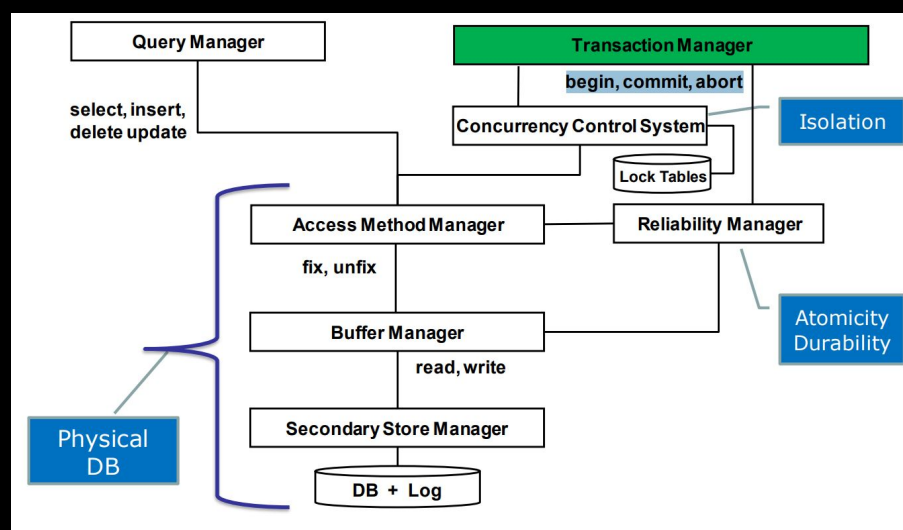 Query Manager
Transaction Manager
begin, commit, abort
select, insert,
delete update
Concurrency Control System
Isolation
Lock Tables
Access Method Manager
Reliability Manager
fix, unfix
Atomicity
Durability
Buffer Manager
read, write
Secondary Store Manager
Physical
DB
DB + Log